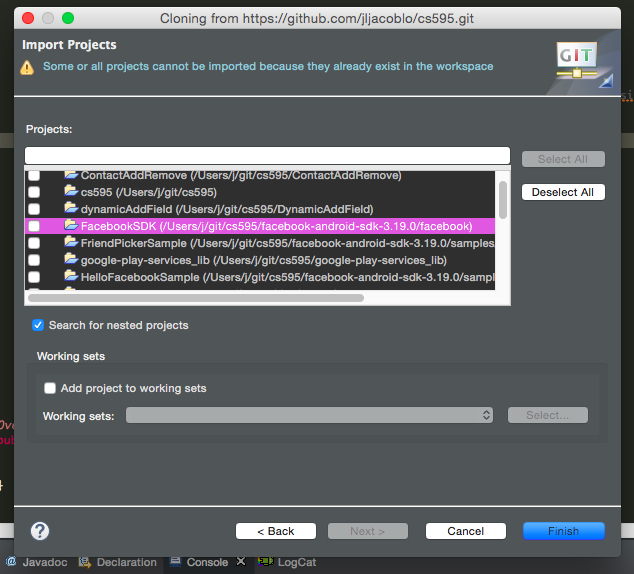 Cloning from https://github.com/jljacoblo/cs595.git
Import Projects
Some or all projects cannot be imported because they already exist in the workspace
GIT
Projects:
Select All
ContactAddRemove (/Users/j/git/cs595/ContactAddRemove)
cs595 (/Users/j/git/cs595)
Deselect All
dynamicAddField (/Users/j/git/cs595/DynamicAddField)
FacebookSDK (/Users/j/git/cs595/facebook-android-sdk-3.19.0/facebook)
FriendPickerSample (/Users/j/git/cs595/facebook-android-sdk-3.19.0/samples
google-play-services_lib (/Users/j/git/cs595/google-play-services_lib)
HelloFacebookSample (/Users/j/git/cs595/facebook-android-sdk-3.19.0/sampl
Search for nested projects
Working sets
Add project to working sets
Working sets:
Select...
}
?
< Back
Next >
Cancel
Finish
@ Javadoc
Declaration
Console
LogCat